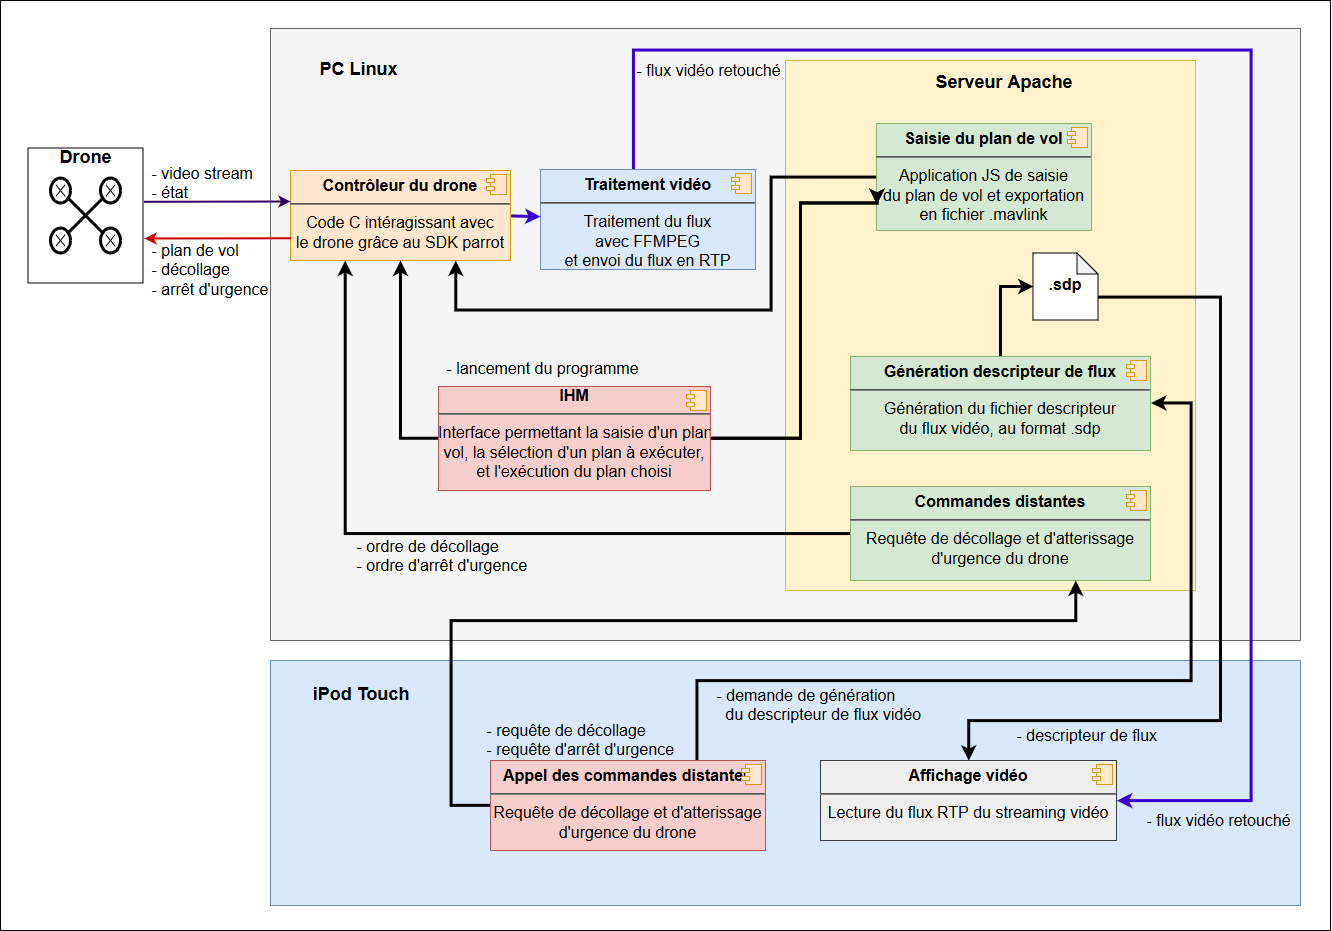 PC Linux
- flux vidéo retouché
Serveur Apache
Drone
- video stream
- état
- plan de vol
- décollage
- arrêt d'urgence
Contrôleur du drone
Code C intéragissant avec
le drone grâce au SDK parrot
Traitement vidéo
Traitement du flux
avec FFMPEG
et envoi du flux en RTP
Saisie du plan de vol
Application JS de saisie
du plan de vol et exportation
en fichier .mavlink
.sdp
- lancement du programme
IHM
Interface permettant la saisie d'un plan
vol, la sélection d'un plan à exécuter,
et l'exécution du plan choisi
Génération descripteur de flux
Génération du fichier descripteur
du flux vidéo, au format .sdp
Commandes distantes
Requête de décollage et d'atterissage
d'urgence du drone
- ordre de décollage
- ordre d'arrêt d'urgence
iPod Touch
- demande de génération
du descripteur de flux vidéo
- requête de décollage
- requête d'arrêt d'urgence
- descripteur de flux
Appel des commandes distante
Requête de décollage et d'atterissage
d'urgence du drone
Affichage vidéo
Lecture du flux RTP du streaming vidéo
- flux vidéo retouché